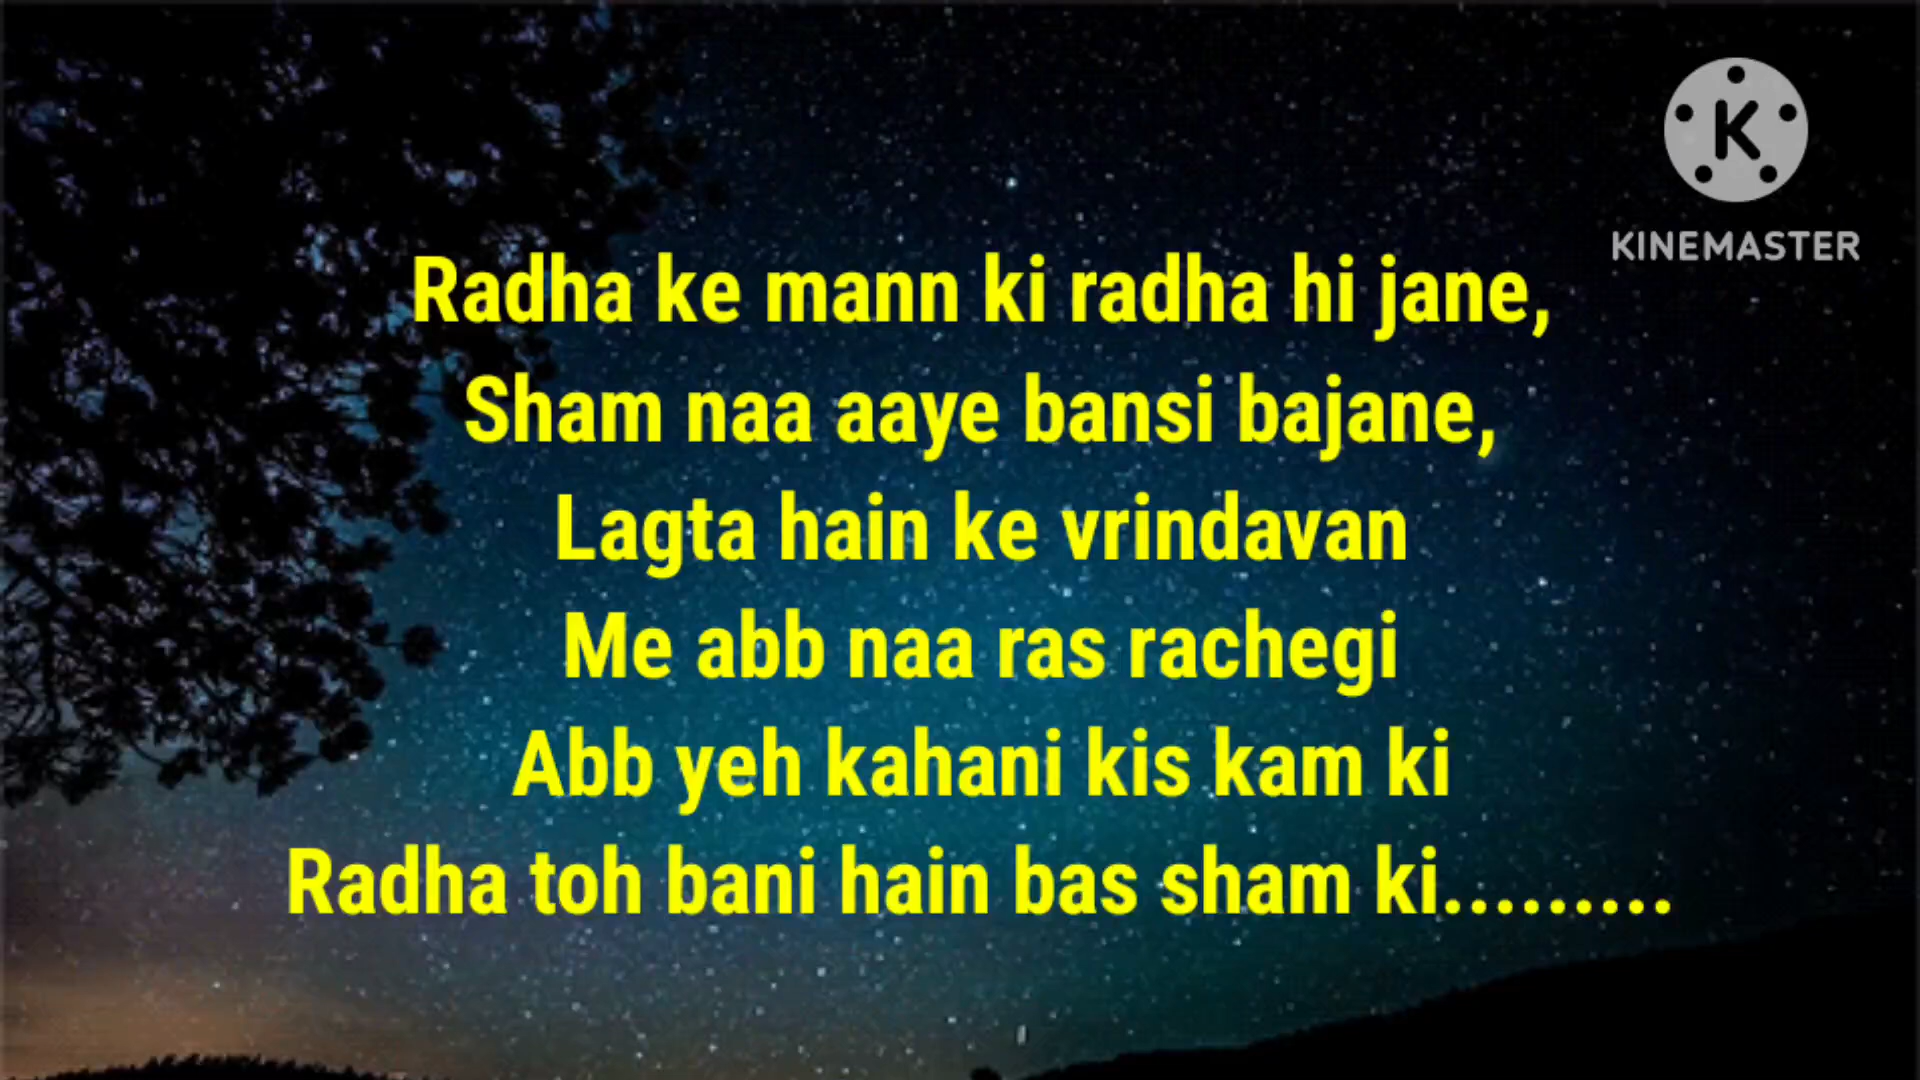 KINEMASTER
Radha ke mann ki radha hi jane,
Sham naa aaye bansi bajane,
Lagta hain ke vrindavan
Me abb naa ras rachegi
Abb yeh kahani kis kam ki
Radha toh bani hain bas sham ki.........